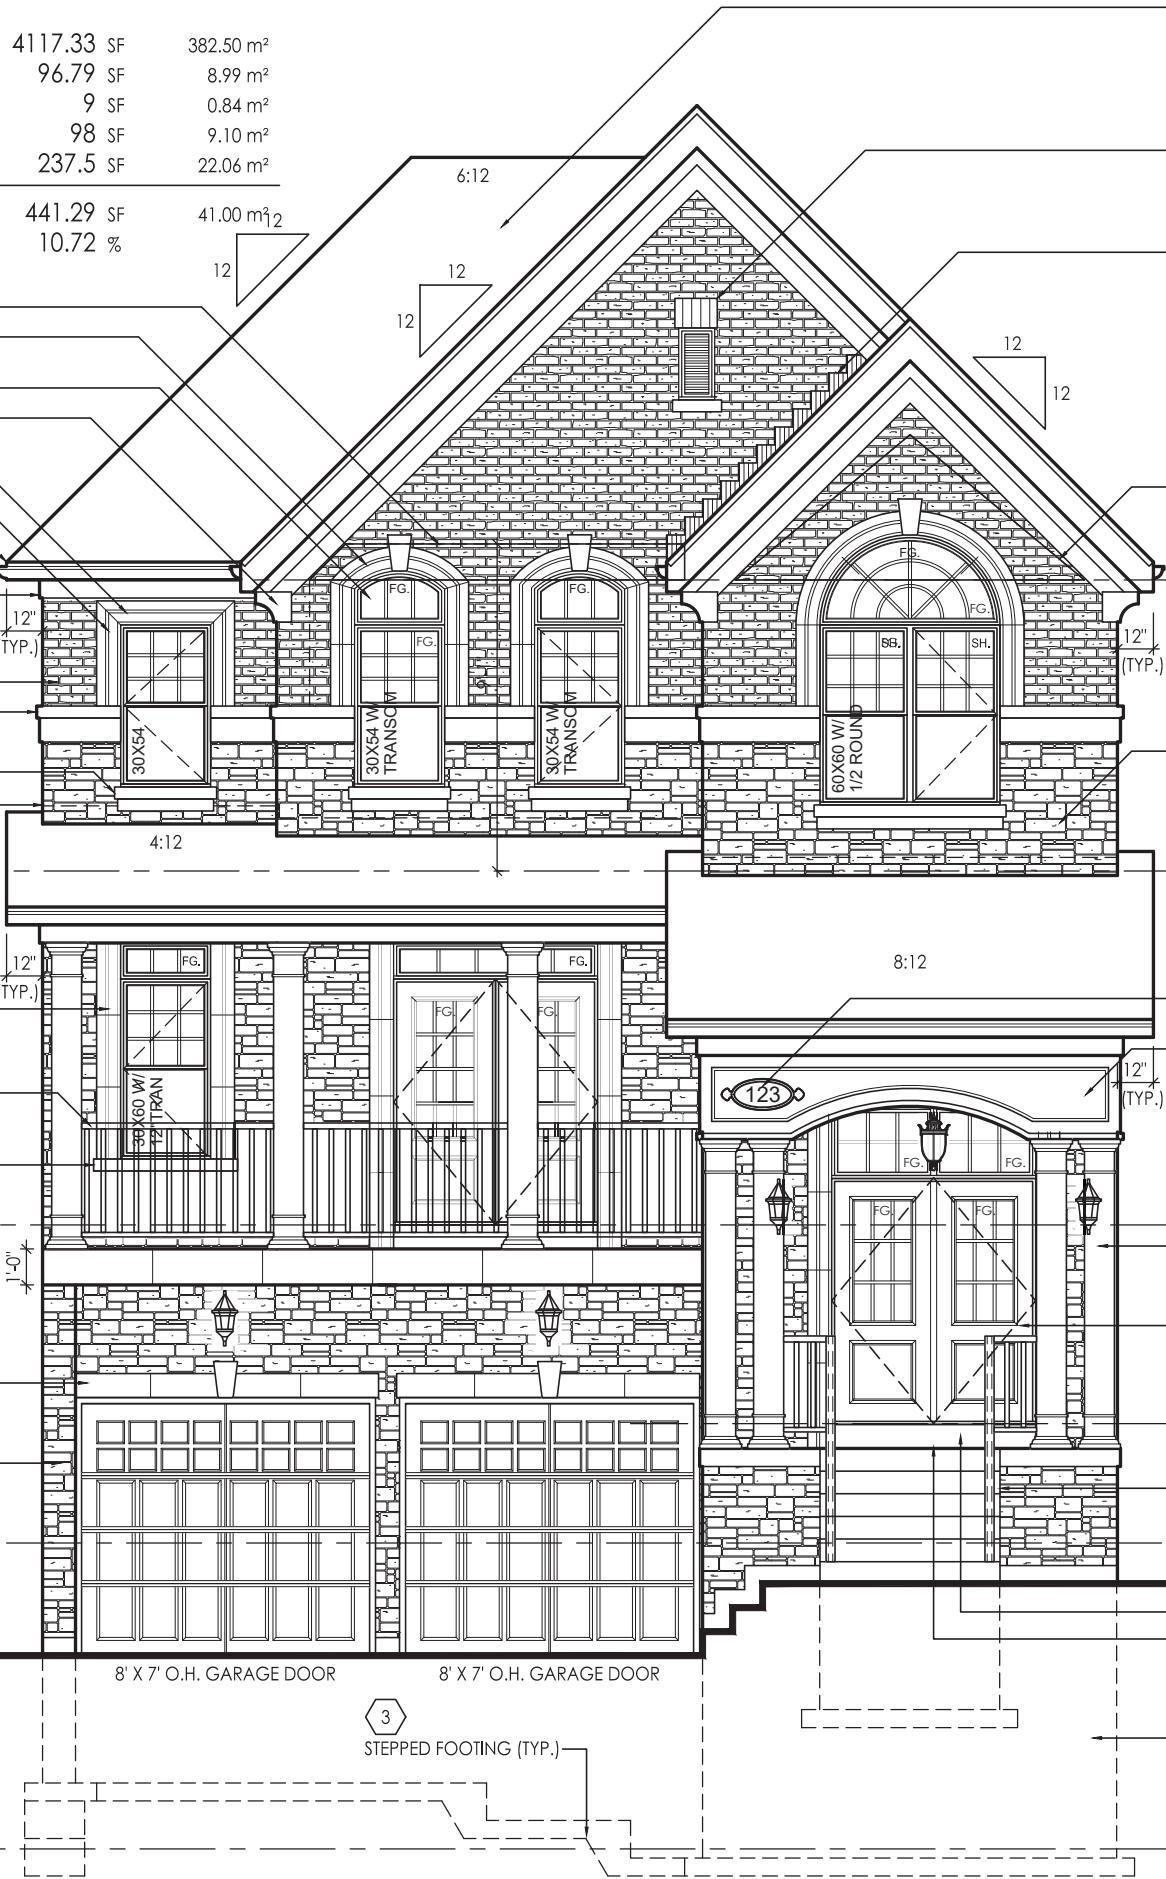 4117.33 SF 382.50 m²
96.79 SF 8.99 m²
9 SF 0.84 m²
98 SF 9.10 m²
237.5 SF 22.06 m²
441.29 SF 41.00 m²
10.72 %
6:12
12
12
12
12
12
12
FG.
FG.
FG.
FG.
FG.
SH.
SH.
12"
TYP.)
12"
(TYP.)
30X54
30X54 W/
TRANSOM
30X54 W/
TRANSOM
60X60 W/
1/2 ROUND
4:12
8:12
12"
TYP.)
FG.
FG.
FG.
FG.
30X60 W/
12" TRAN
123
12"
(TYP.)
FG.
FG.
FG.
FG.
1'-0"
8' X 7' O.H. GARAGE DOOR
8' X 7' O.H. GARAGE DOOR
3
STEPPED FOOTING (TYP.)